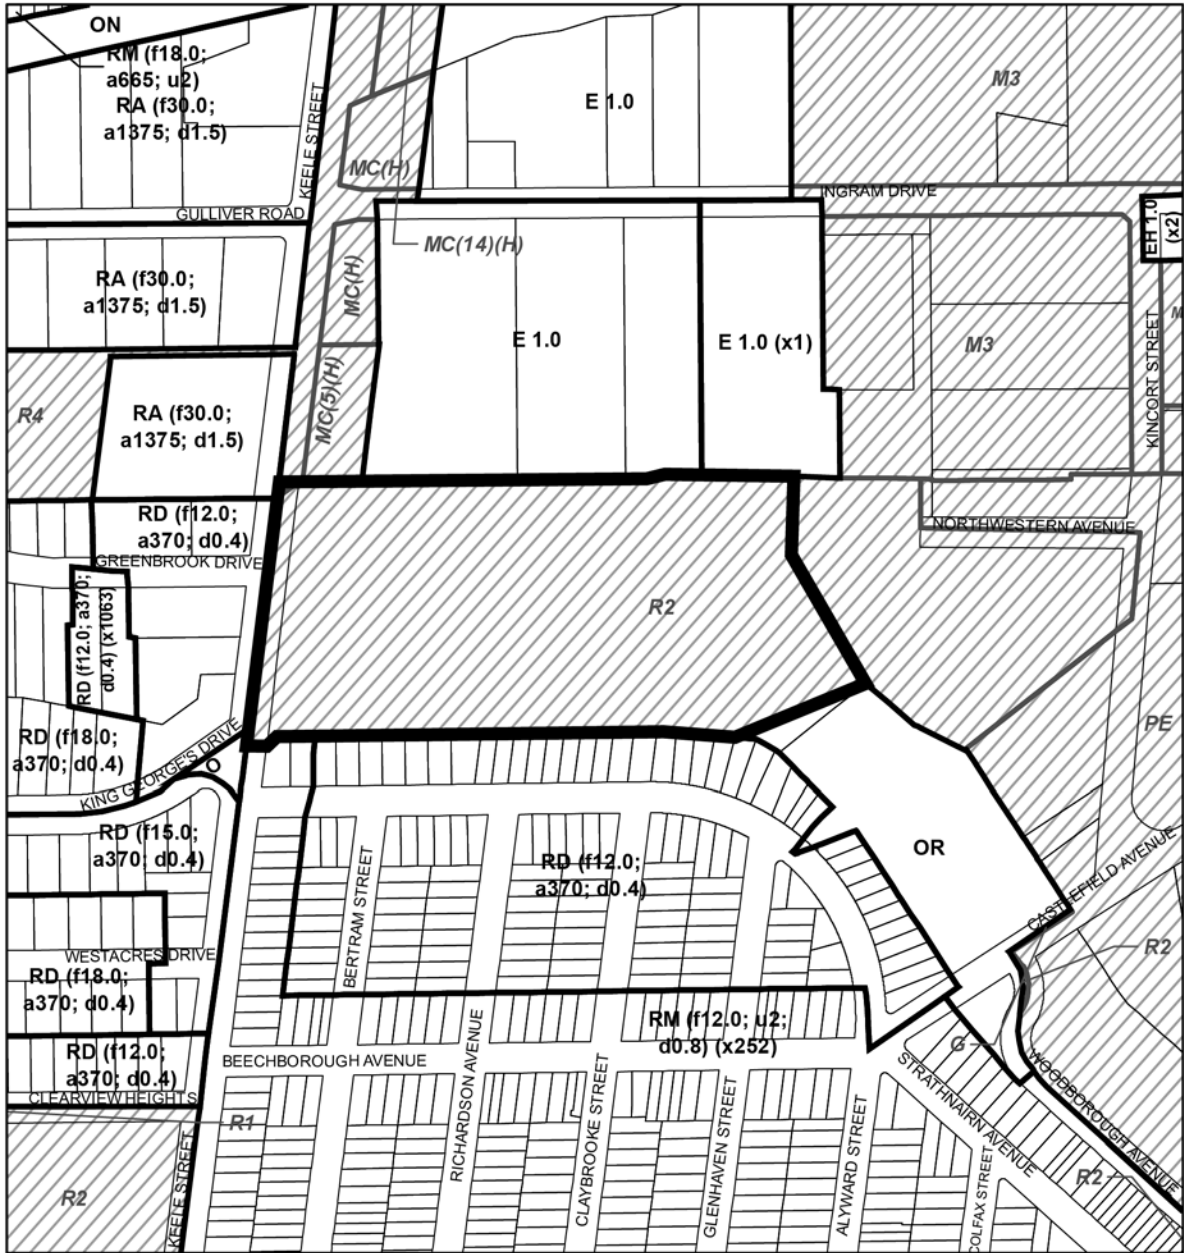 ON
RM (f18.0;
a665; u2)
RA (f30.0;
a1375; d1.5)
KEELE STREET
E 1.0
M3
MC(H)
INGRAM DRIVE
GULLIVER ROAD
EH 1.0
(x2)
MC(14)(H)
RA (f30.0;
a1375; d1.5)
MC(H)
E 1.0
E 1.0 (x1)
M3
KINCORT STREET
R4
RA (f30.0;
a1375; d1.5)
MC(5)(H)
RD (f12.0;
a370; d0.4)
NORTHWESTERN AVENUE
GREENBROOK DRIVE
RD (f12.0; a370;
d0.4) (x1063)
R2
RD (f18.0;
a370; d0.4)
PE
KING GEORGE'S DRIVE
O
RD (f15.0;
a370; d0.4)
RD (f12.0;
a370; d0.4)
OR
CASTLEFIELD AVENUE
BERTRAM STREET
WESTACRES DRIVE
R2
RD (f18.0;
a370; d0.4)
RM (f12.0; u2;
d0.8) (x252)
G
RD (f12.0;
a370; d0.4)
BEECHBOROUGH AVENUE
RICHARDSON AVENUE
CLAYBROOKE STREET
GLENHAVEN STREET
ALYWARD STREET
STRATHNAIRN AVENUE
WOODBOROUGH AVENUE
CLEARVIEW HEIGHTS
R1
R2
KEELE STREET
COLFAX STREET
R2